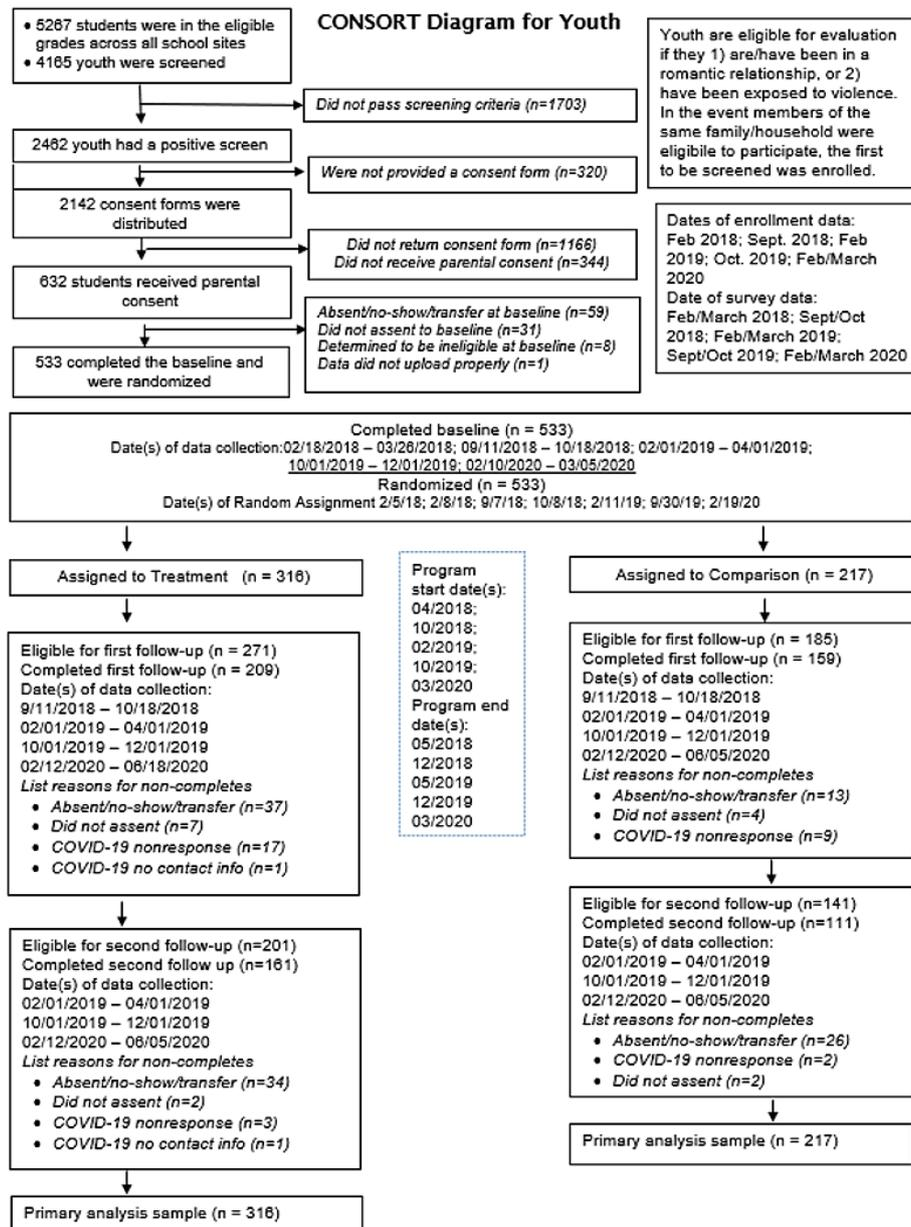 CONSORT Diagram for Youth
• 5267 students were in the eligible
grades across all school sites
• 4165 youth were screened
Did not pass screening criteria (n=1703)
2462 youth had a positive screen
Were not provided a consent form (n=320)
2142 consent forms were
distributed
Did not return consent form (n=1166)
Did not receive parental consent (n=344)
632 students received parental
consent
Absent/no-show/transfer at baseline (n=59)
Did not assent to baseline (n=31)
Determined to be ineligible at baseline (n=8)
Data did not upload properly (n=1)
533 completed the baseline and
were randomized
Youth are eligible for evaluation
if they 1) are/have been in a
romantic relationship, or 2)
have been exposed to violence.
In the event members of the
same family/household were
eligibile to participate, the first
to be screened was enrolled.
Dates of enrollment data:
Feb 2018; Sept. 2018; Feb
2019; Oct. 2019; Feb/March
2020
Date of survey data:
Feb/March 2018; Sept/Oct
2018; Feb/March 2019;
Sept/Oct 2019; Feb/March 2020
Completed baseline (n = 533)
Date(s) of data collection:02/18/2018 – 03/26/2018; 09/11/2018 – 10/18/2018; 02/01/2019 – 04/01/2019;
10/01/2019 – 12/01/2019; 02/10/2020 – 03/05/2020
Randomized (n = 533)
Date(s) of Random Assignment 2/5/18; 2/8/18; 9/7/18; 10/8/18; 2/11/19; 9/30/19; 2/19/20
Assigned to Treatment (n = 316)
Eligible for first follow-up (n = 271)
Completed first follow-up (n = 209)
Date(s) of data collection:
9/11/2018 – 10/18/2018
02/01/2019 – 04/01/2019
10/01/2019 – 12/01/2019
02/12/2020 – 06/18/2020
List reasons for non-completes
• Absent/no-show/transfer (n=37)
• Did not assent (n=7)
• COVID-19 nonresponse (n=17)
• COVID-19 no contact info (n=1)
Eligible for second follow-up (n=201)
Completed second follow up (n=161)
Date(s) of data collection:
02/01/2019 – 04/01/2019
10/01/2019 – 12/01/2019
02/12/2020 – 06/05/2020
List reasons for non-completes
• Absent/no-show/transfer (n=34)
• Did not assent (n=2)
• COVID-19 nonresponse (n=3)
• COVID-19 no contact info (n=1)
Primary analysis sample (n = 316)
Program
start date(s):
04/2018;
10/2018;
02/2019;
10/2019;
03/2020
Program end
date(s):
05/2018
12/2018
05/2019
12/2019
03/2020
Assigned to Comparison (n = 217)
Eligible for first follow-up (n = 185)
Completed first follow-up (n = 159)
Date(s) of data collection:
9/11/2018 – 10/18/2018
02/01/2019 – 04/01/2019
10/01/2019 – 12/01/2019
02/12/2020 – 06/05/2020
List reasons for non-completes
• Absent/no-show/transfer (n=13)
• Did not assent (n=4)
• COVID-19 nonresponse (n=9)
Eligible for second follow-up (n=141)
Completed second follow-up (n=111)
Date(s) of data collection:
02/01/2019 – 04/01/2019
10/01/2019 – 12/01/2019
02/12/2020 – 06/05/2020
List reasons for non-completes
• Absent/no-show/transfer (n=26)
• COVID-19 nonresponse (n=2)
• Did not assent (n=2)
Primary analysis sample (n = 217)